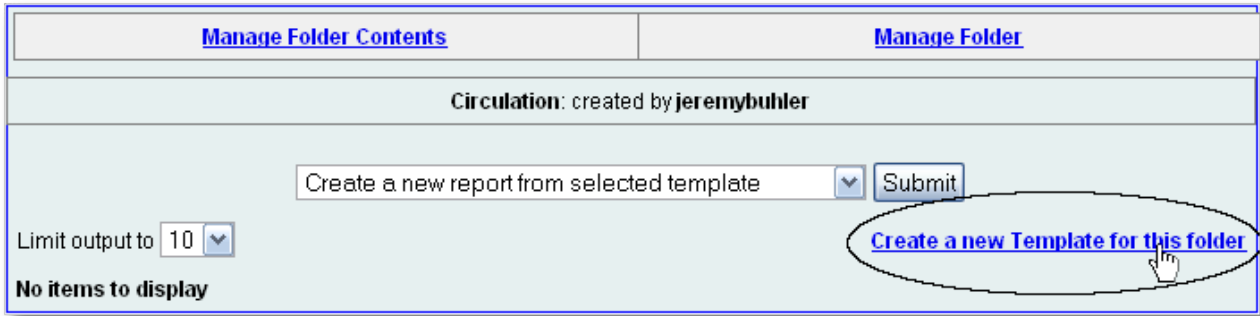 Manage Folder Contents Manage Folder
Circulation: created by jeremybuhler
Create a new report from selected template Submit
Limit output to 10 Create a new Template for this folder
No items to display